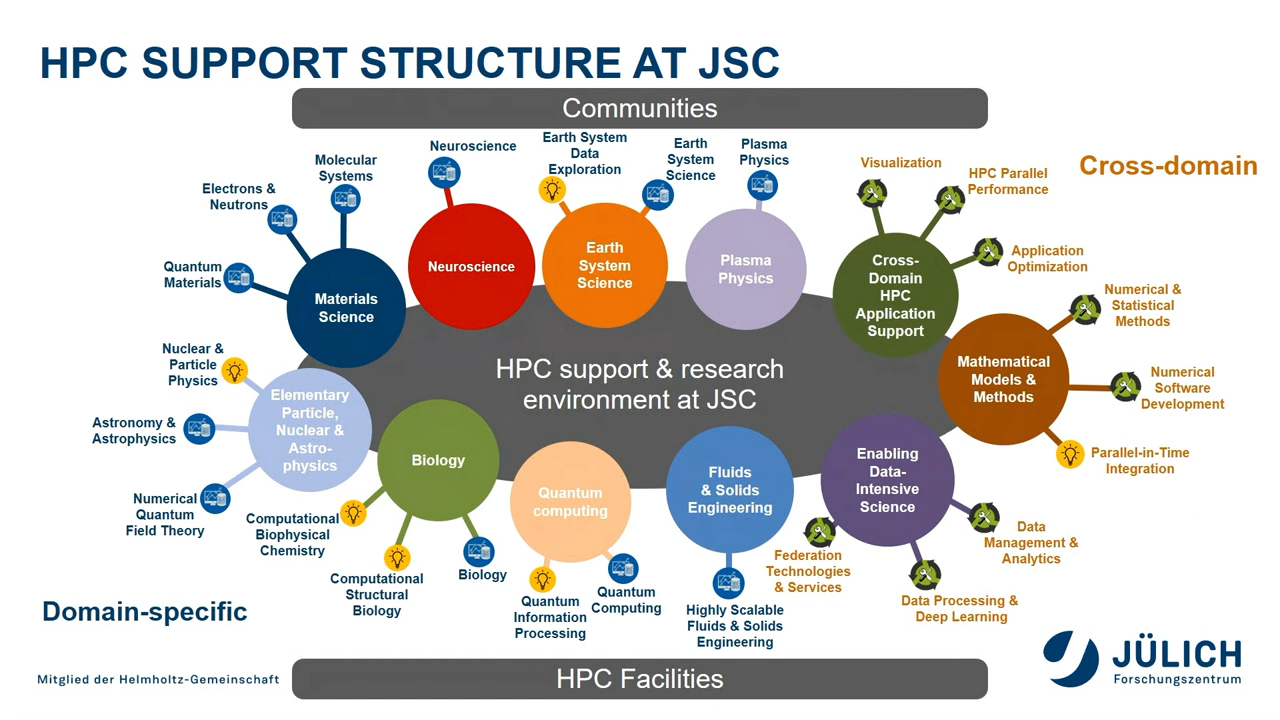 HPC SUPPORT STRUCTURE AT JSC
Communities
Cross-domain
Molecular
Systems
Electrons &
Neutrons
Quantum
Materials
Materials
Science
Neuroscience
Neuroscience
Earth System
Data
Exploration
Earth
System
Science
Earth
System
Science
Plasma
Physics
Plasma
Physics
Visualization
HPC Parallel
Performance
Application
Optimization
Cross-
Domain
HPC
Application
Support
Numerical &
Statistical
Methods
Numerical
Software
Development
Parallel-in-Time
Integration
Mathematical
Models &
Methods
HPC support & research
environment at JSC
Nuclear &
Particle
Physics
Astronomy &
Astrophysics
Numerical
Quantum
Field Theory
Elementary
Particle,
Nuclear &
Astro-
physics
Biology
Computational
Biophysical
Chemistry
Computational
Structural
Biology
Biology
Quantum
computing
Quantum
Information
Processing
Quantum
Computing
Fluids
& Solids
Engineering
Highly Scalable
Fluids & Solids
Engineering
Enabling
Data-
Intensive
Science
Federation
Technologies
& Services
Data Processing &
Deep Learning
Data
Management &
Analytics
Domain-specific
Mitglied der Helmholtz-Gemeinschaft
HPC Facilities
JÜLICH
Forschungszentrum